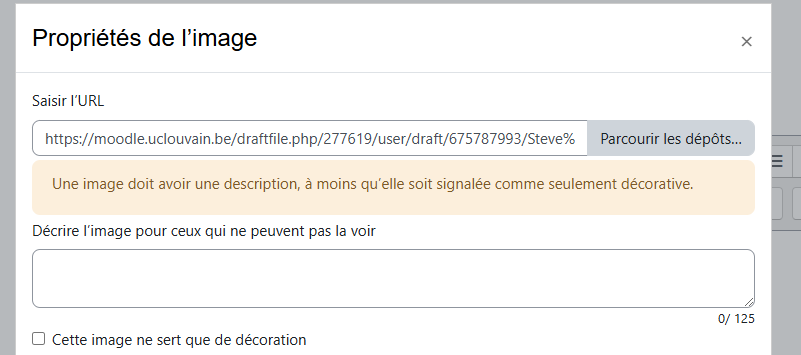 Propriétés de l’image
×
Saisir l’URL
https://moodle.uclouvain.be/draftfile.php/277619/user/draft/675787993/Steve%
Parcourir les dépôts...
Une image doit avoir une description, à moins qu’elle soit signalée comme seulement décorative.
Décrire l’image pour ceux qui ne peuvent pas la voir
0/ 125
Cette image ne sert que de décoration